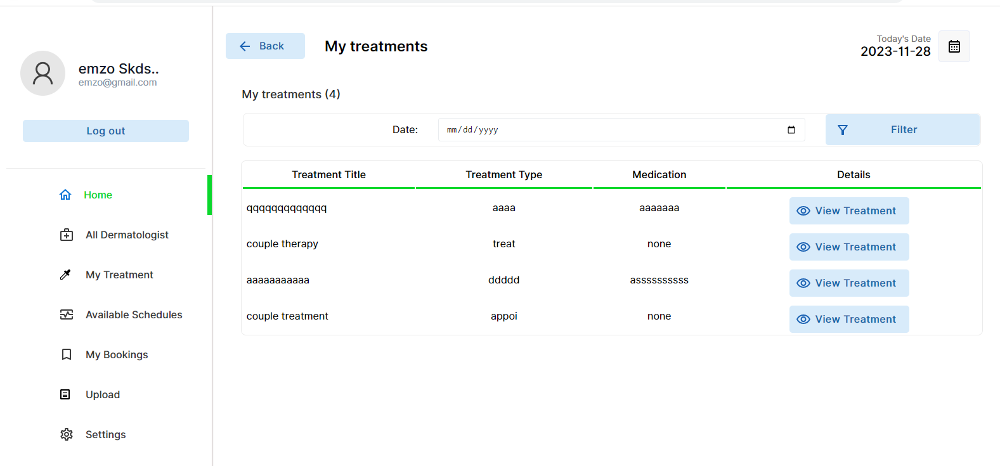 emzo Skds..
emzo@gmail.com
Log out
Home
All Dermatologist
My Treatment
Available Schedules
My Bookings
Upload
Settings
Back
My treatments
Today's Date
2023-11-28
My treatments (4)
Date: mm/dd/yyyy Filter
Treatment Title Treatment Type Medication Details
qqqqqqqqqqqqq aaaa aaaaaaa View Treatment
couple therapy treat none View Treatment
aaaaaaaaaaa ddddd asssssssss View Treatment
couple treatment appoi none View Treatment